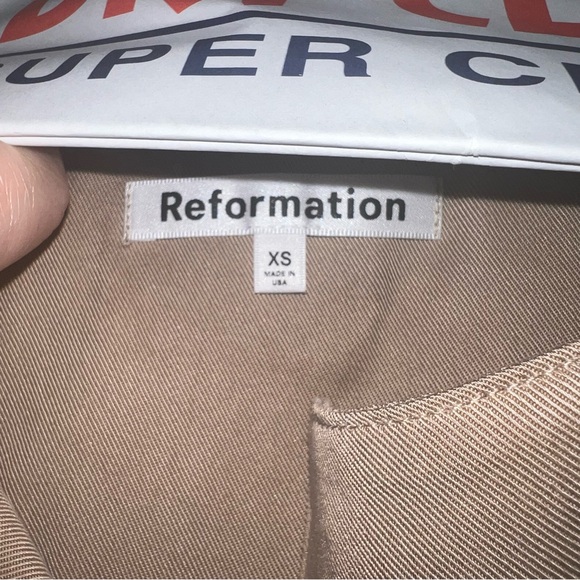 SUPER
Reformation
XS
MADE IN
USA